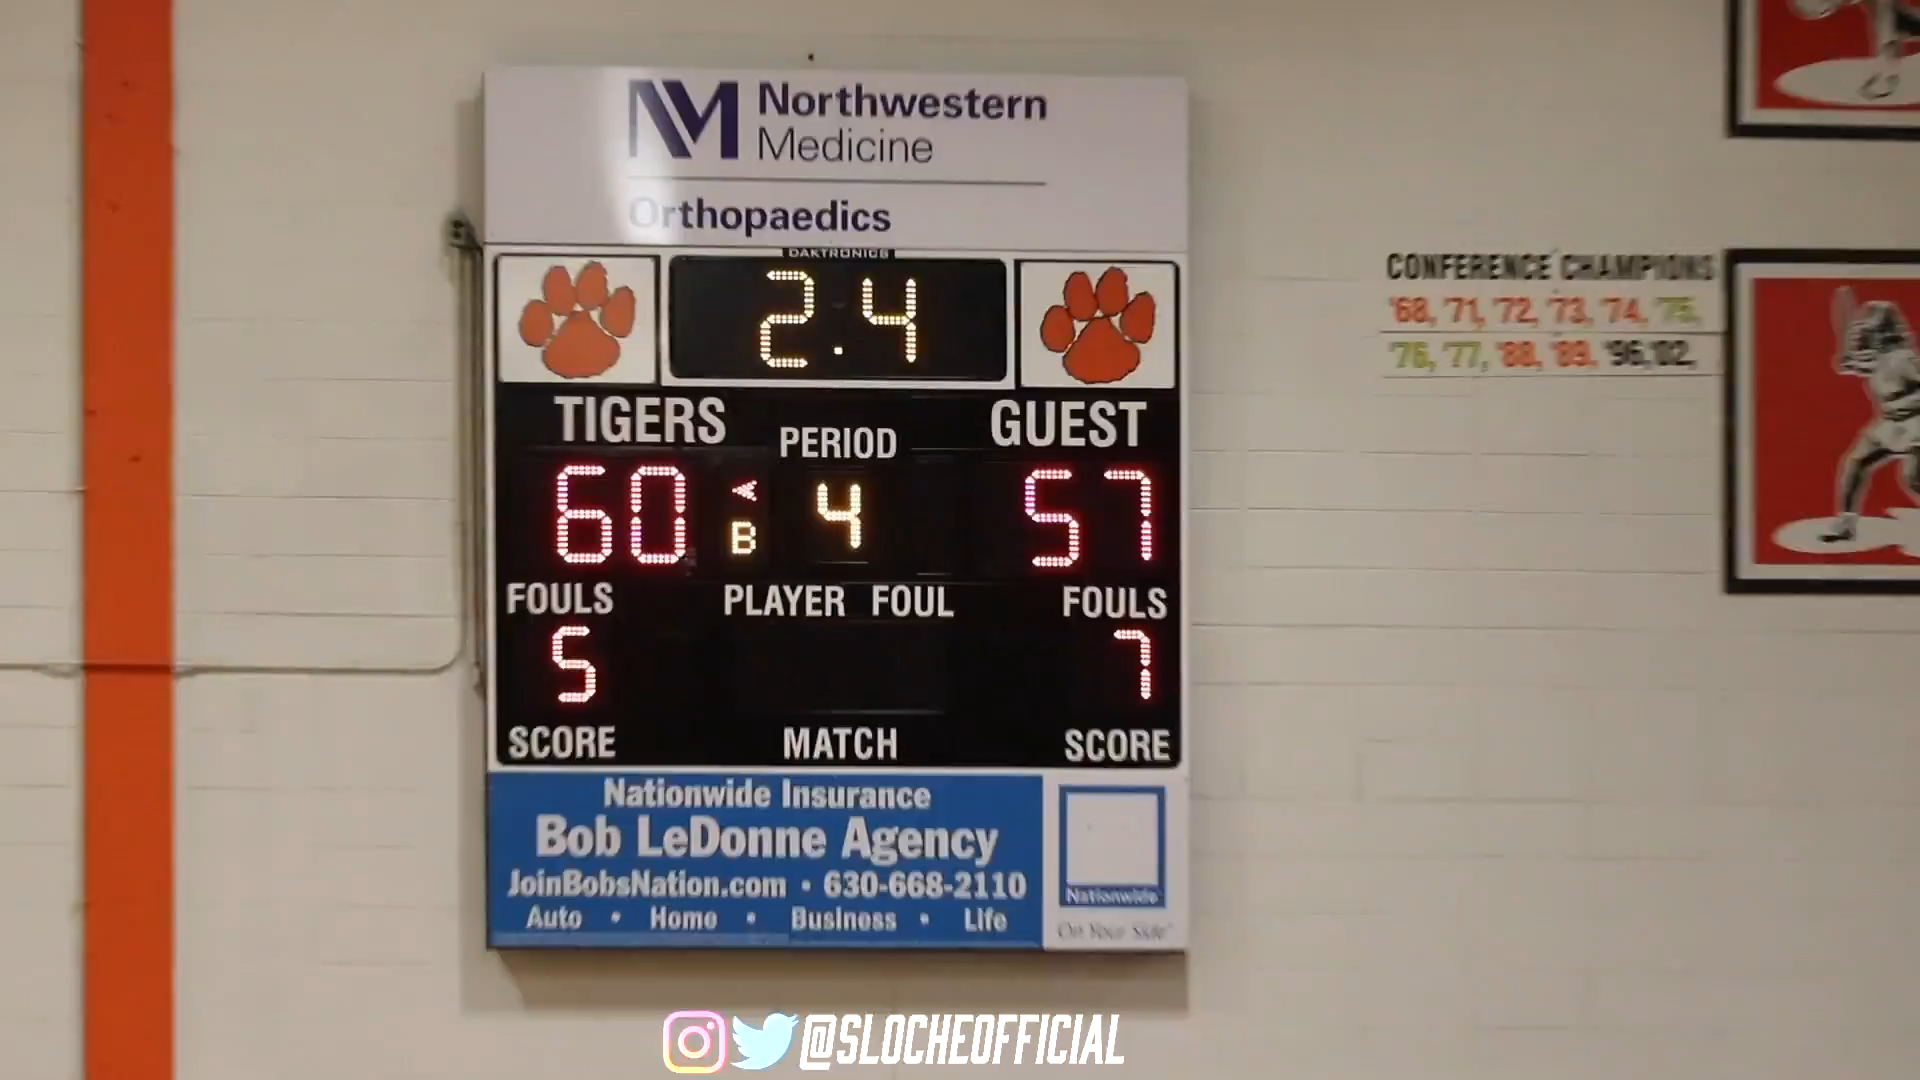 NM Northwestern
Medicine
Orthopaedics
DAKTRONICS
2.4
TIGERS PERIOD GUEST
60 B 4 57
FOULS PLAYER FOUL FOULS
5 7
SCORE MATCH SCORE
Nationwide Insurance
Bob LeDonne Agency
JoinBobsNation.com • 630-668-2110
Auto • Home • Business • Life
Nationwide
On Your Side
CONFERENCE CHAMPIONS
'68, '71, '72, '73, '74, '75,
'76, '77, '88, '89, '96, '02,
@SLOCHEOFFICIAL